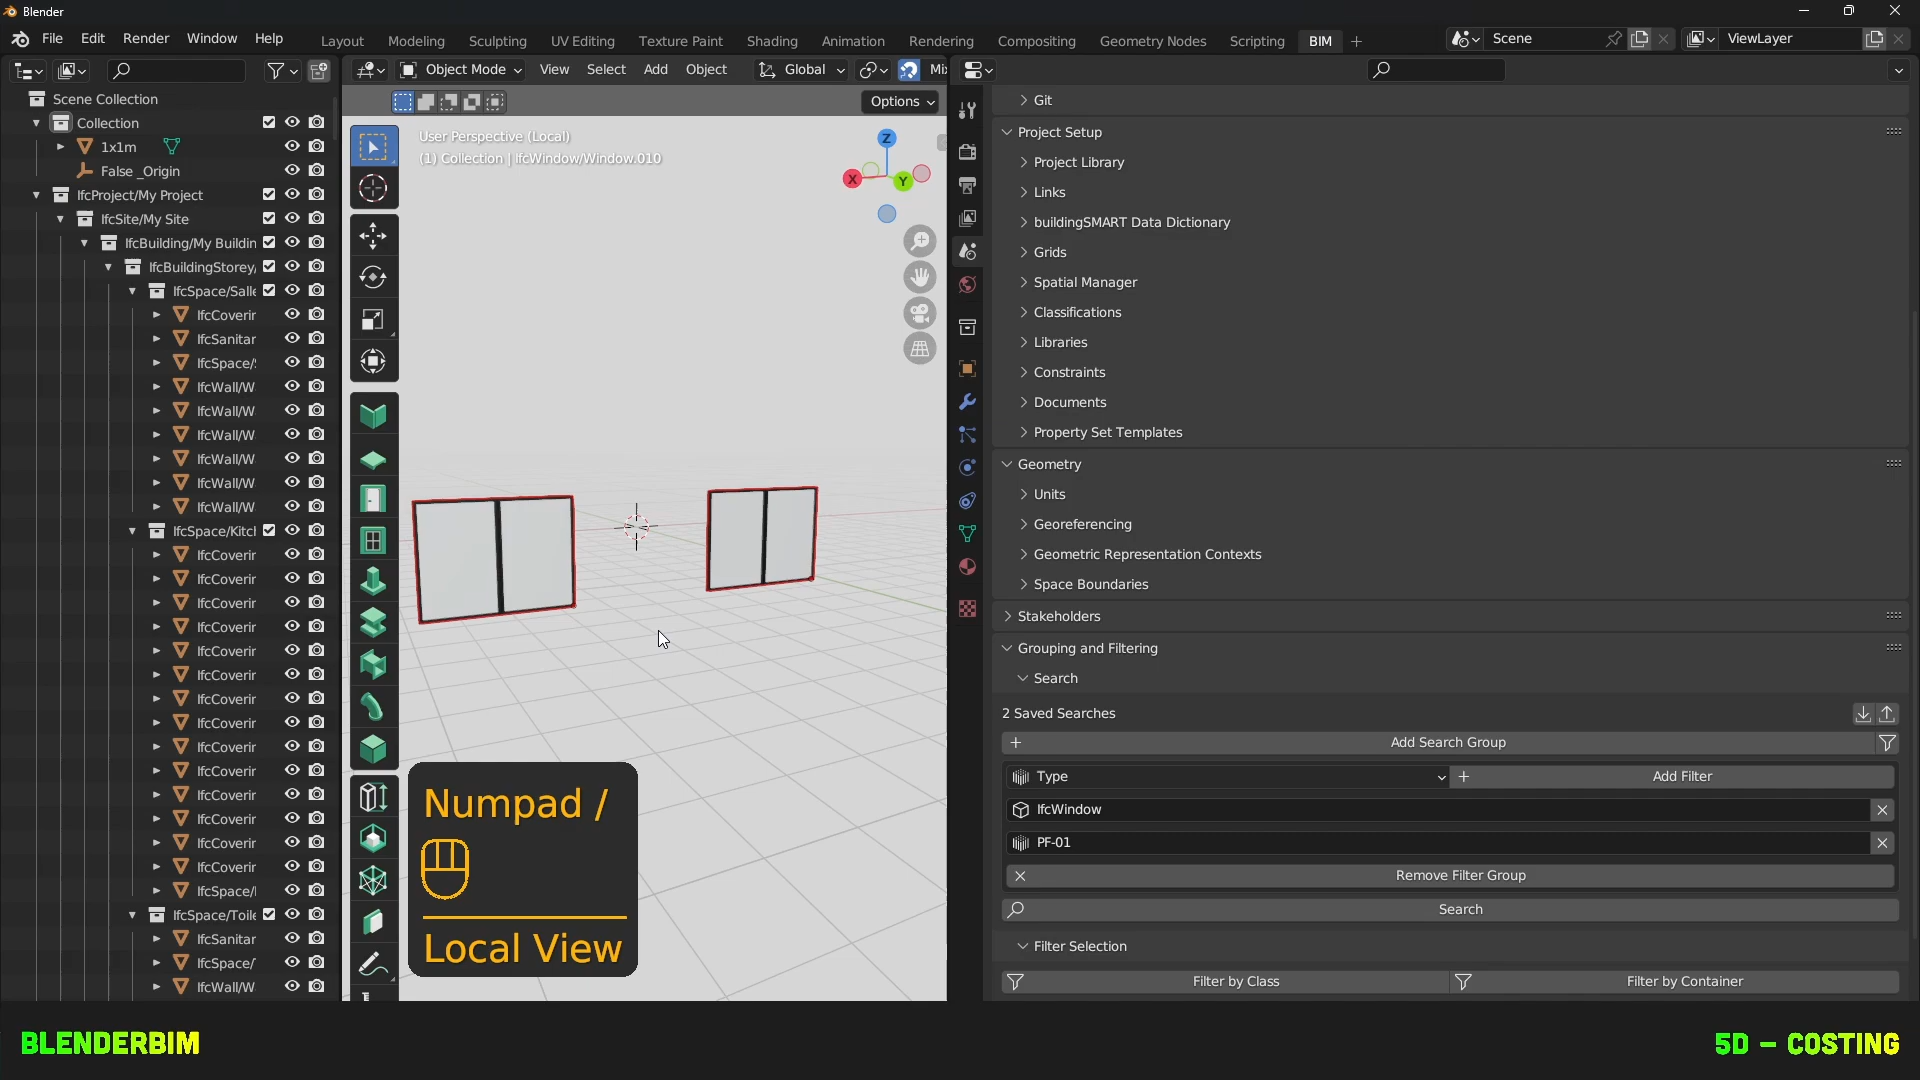 Blender
File Edit Render Window Help
Layout Modeling Sculpting UV Editing Texture Paint Shading Animation Rendering Compositing Geometry Nodes Scripting BIM
Scene
ViewLayer
Object Mode View Select Add Object Global Mix
Options
Scene Collection
Collection
1x1m
False _Origin
IfcProject/My Project
IfcSite/My Site
IfcBuilding/My Buildin
IfcBuildingStorey/
IfcSpace/Salle
IfcCoverir
IfcSanitar
IfcSpace/
IfcWall/W
IfcWall/W
IfcWall/W
IfcWall/W
IfcWall/W
IfcWall/W
IfcSpace/Kitcl
IfcCoverir
IfcCoverir
IfcCoverir
IfcCoverir
IfcCoverir
IfcCoverir
IfcCoverir
IfcCoverir
IfcCoverir
IfcCoverir
IfcCoverir
IfcCoverir
IfcCoverir
IfcCoverir
IfcSpace/
IfcSpace/Toile
IfcSanitar
IfcSpace/
IfcWall/W
User Perspective (Local)
(1) Collection | IfcWindow/Window.010
Z
X
Y
Numpad /
Local View
Git
Project Setup
Project Library
Links
buildingSMART Data Dictionary
Grids
Spatial Manager
Classifications
Libraries
Constraints
Documents
Property Set Templates
Geometry
Units
Georeferencing
Geometric Representation Contexts
Space Boundaries
Stakeholders
Grouping and Filtering
Search
2 Saved Searches
Add Search Group
Type Add Filter
IfcWindow
PF-01
Remove Filter Group
Search
Filter Selection
Filter by Class Filter by Container
BLENDERBIM
5D - COSTING